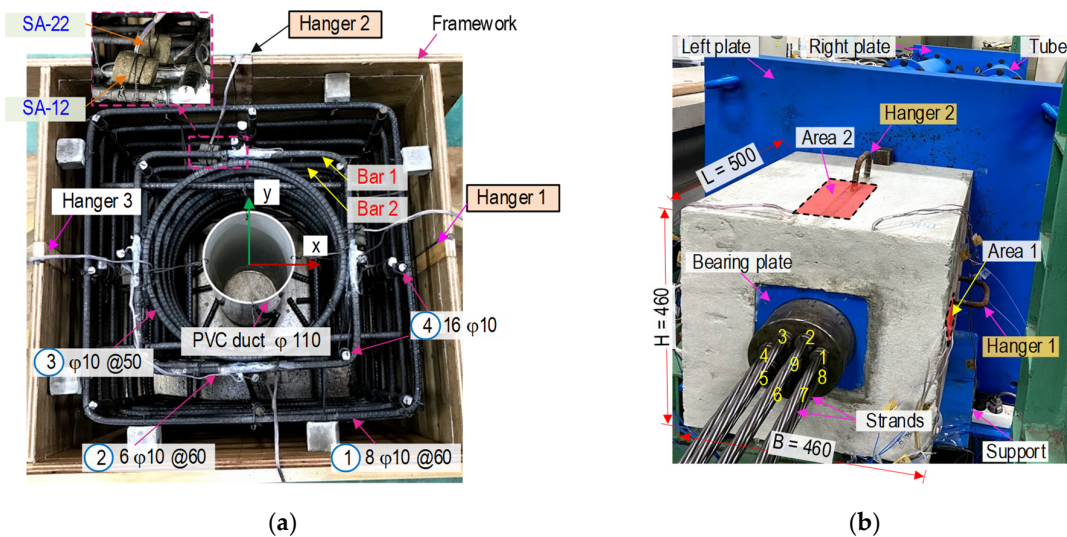 SA-22
SA-12
Hanger 2
Framework
Bar 1
Bar 2
Hanger 1
Hanger 3
y
x
PVC duct φ 110
4 16 φ10
3 φ10 @50
2 6 φ10 @60
1 8 φ10 @60
(a)
Left plate
Right plate
Tube
Hanger 2
Area 2
L = 500
Area 1
Bearing plate
H = 460
Hanger 1
3 2
4 1
9
5 8
6 7
Strands
B = 460
Support
(b)